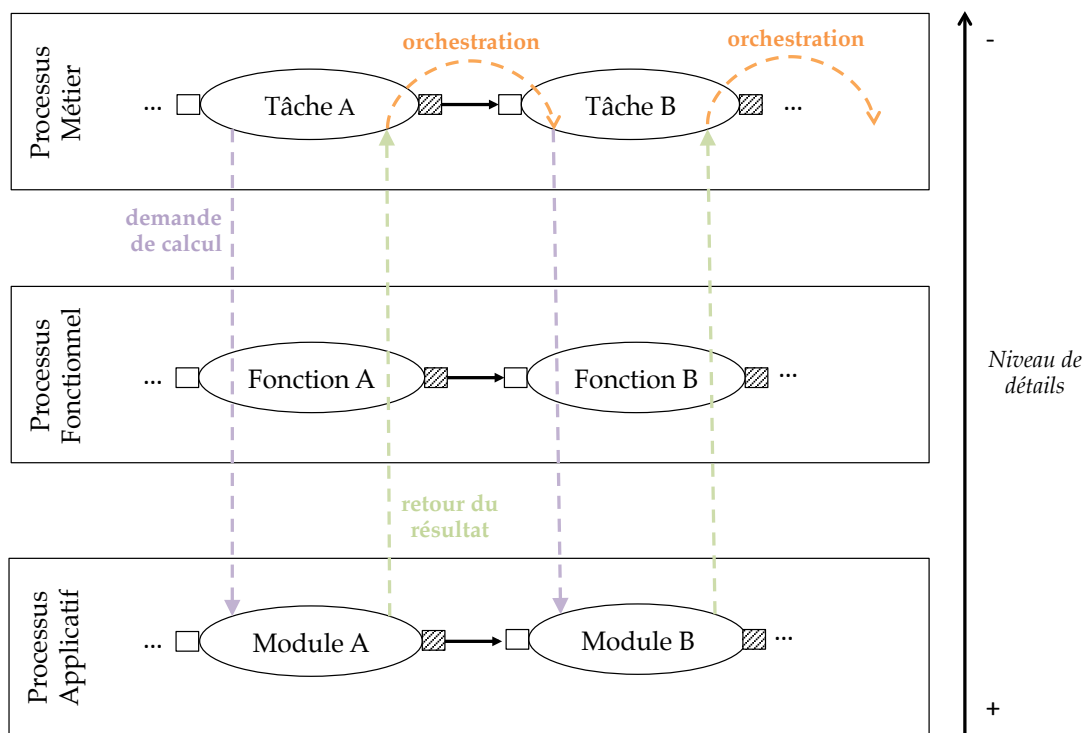 Processus
Métier
...
Tâche A
orchestration
Tâche B
orchestration
...
-
demande
de calcul
Processus
Fonctionnel
...
Fonction A
Fonction B
...
Niveau de
détails
retour du
résultat
Processus
Applicatif
...
Module A
Module B
...
+